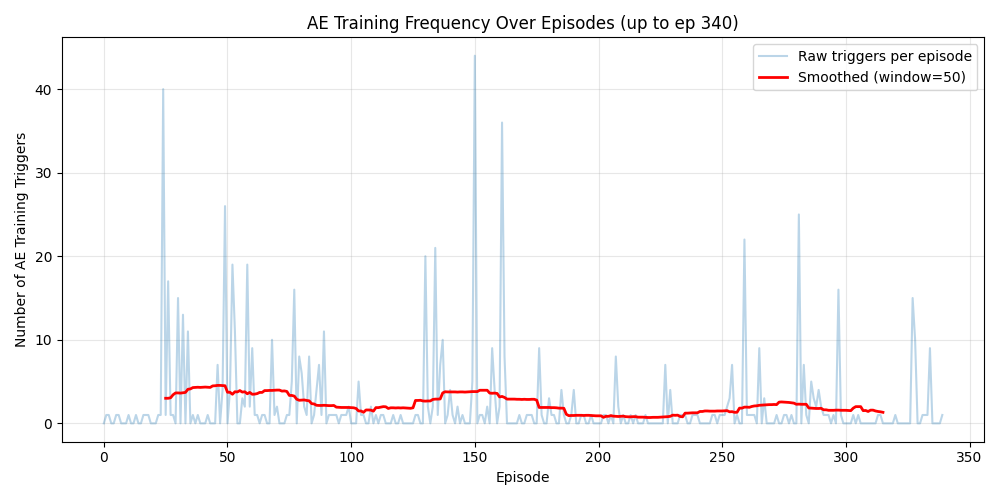 AE Training Frequency Over Episodes (up to ep 340)
Raw triggers per episode
Smoothed (window=50)
Number of AE Training Triggers
40
30
20
10
0
0 50 100 150 200 250 300 350
Episode